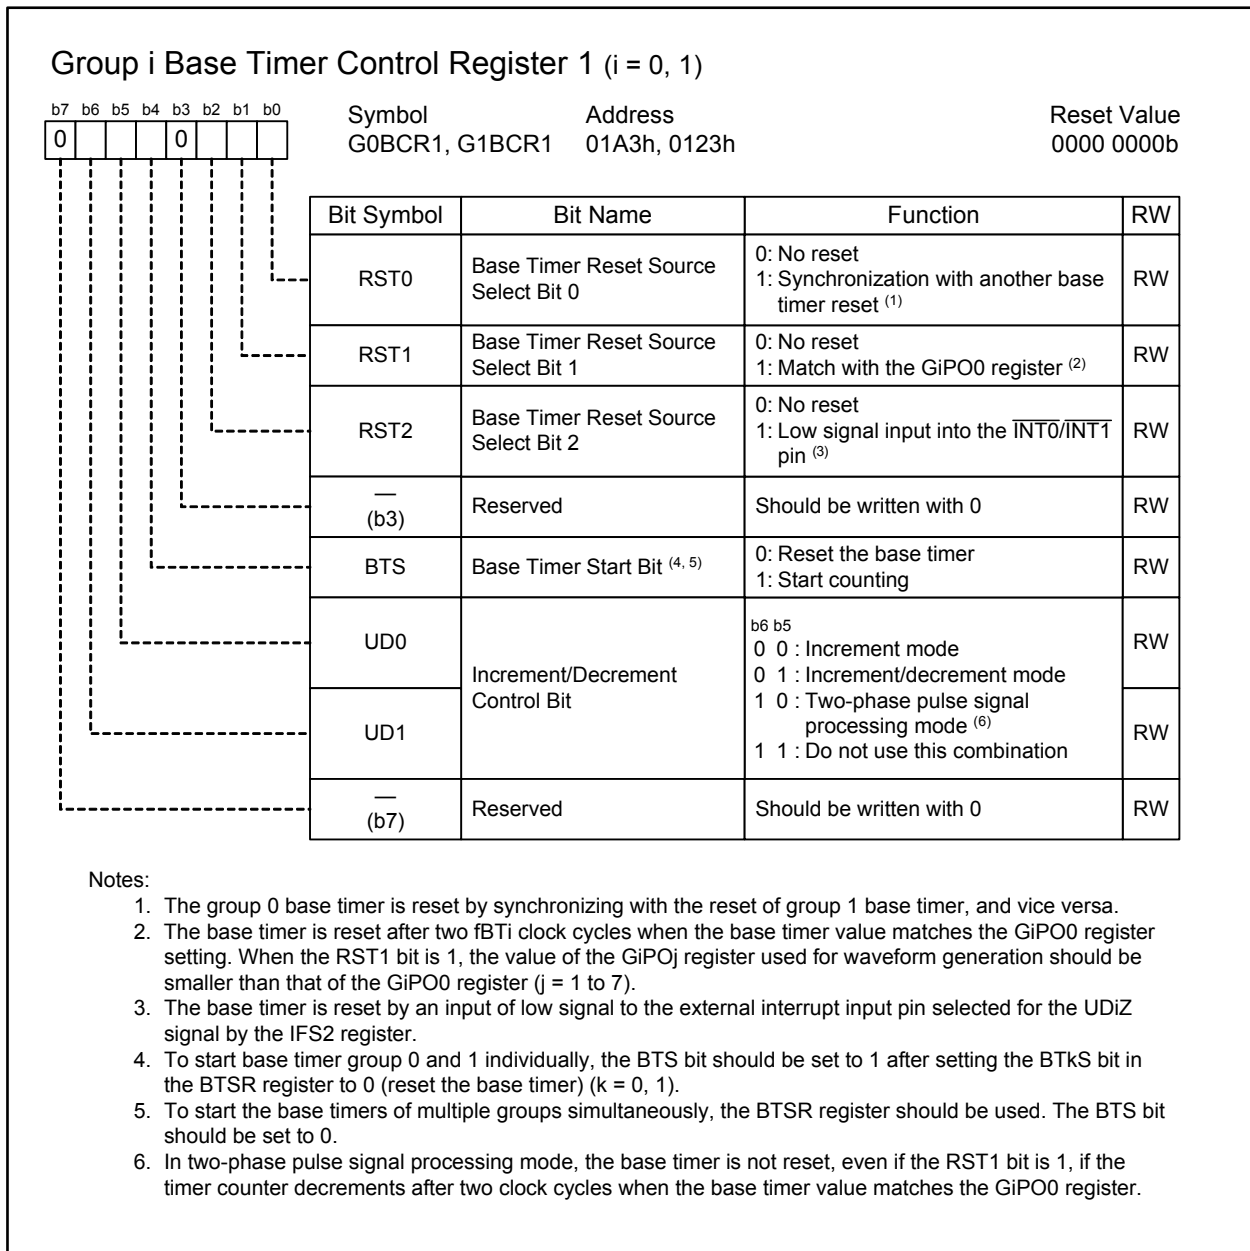 Group i Base Timer Control Register 1 (i = 0, 1)
b7 b6 b5 b4 b3 b2 b1 b0
0 0
Symbol Address Reset Value
G0BCR1, G1BCR1 01A3h, 0123h 0000 0000b
Bit Symbol Bit Name Function RW
RST0
Base Timer Reset Source
Select Bit 0
0: No reset
1: Synchronization with another base
timer reset (1)
RW
RST1
Base Timer Reset Source
Select Bit 1
0: No reset
1: Match with the GiPO0 register (2)
RW
RST2
Base Timer Reset Source
Select Bit 2
0: No reset
1: Low signal input into the INT0/INT1
pin (3)
RW
—
(b3)
Reserved
Should be written with 0
RW
BTS
Base Timer Start Bit (4, 5)
0: Reset the base timer
1: Start counting
RW
UD0
UD1
Increment/Decrement
Control Bit
b6 b5
0 0 : Increment mode
0 1 : Increment/decrement mode
1 0 : Two-phase pulse signal
processing mode (6)
1 1 : Do not use this combination
RW
RW
—
(b7)
Reserved
Should be written with 0
RW
Notes:
1. The group 0 base timer is reset by synchronizing with the reset of group 1 base timer, and vice versa.
2. The base timer is reset after two fBTi clock cycles when the base timer value matches the GiPO0 register
setting. When the RST1 bit is 1, the value of the GiPOj register used for waveform generation should be
smaller than that of the GiPO0 register (j = 1 to 7).
3. The base timer is reset by an input of low signal to the external interrupt input pin selected for the UDiZ
signal by the IFS2 register.
4. To start base timer group 0 and 1 individually, the BTS bit should be set to 1 after setting the BTkS bit in
the BTSR register to 0 (reset the base timer) (k = 0, 1).
5. To start the base timers of multiple groups simultaneously, the BTSR register should be used. The BTS bit
should be set to 0.
6. In two-phase pulse signal processing mode, the base timer is not reset, even if the RST1 bit is 1, if the
timer counter decrements after two clock cycles when the base timer value matches the GiPO0 register.